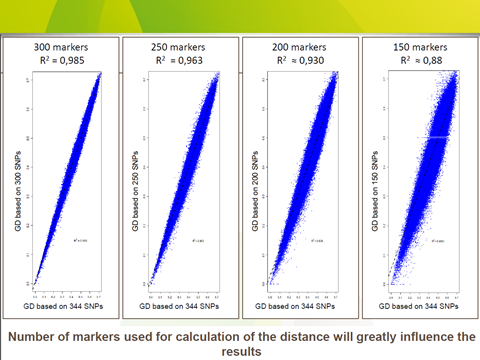 300 markers
R² = 0,985
GD based on 300 SNPs
GD based on 344 SNPs
250 markers
R² = 0,963
GD based on 250 SNPs
GD based on 344 SNPs
200 markers
R² ≈ 0,930
GD based on 200 SNPs
GD based on 344 SNPs
150 markers
R² ≈ 0,88
GD based on 150 SNPs
GD based on 344 SNPs
Number of markers used for calculation of the distance will greatly influence the
results